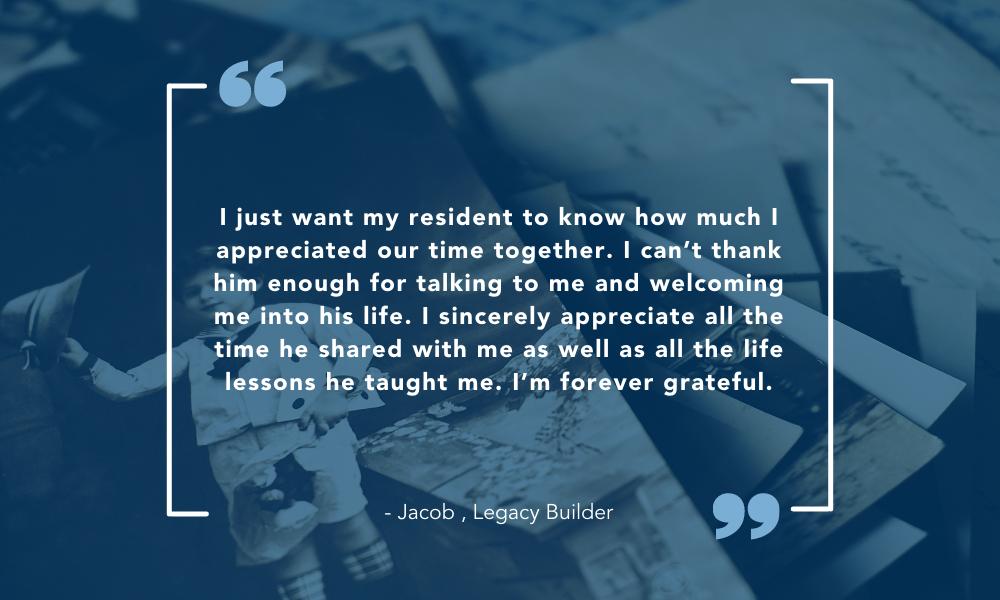 “
I just want my resident to know how much I
appreciated our time together. I can’t thank
him enough for talking to me and welcoming
me into his life. I sincerely appreciate all the
time he shared with me as well as all the life
lessons he taught me. I’m forever grateful.
- Jacob , Legacy Builder
”